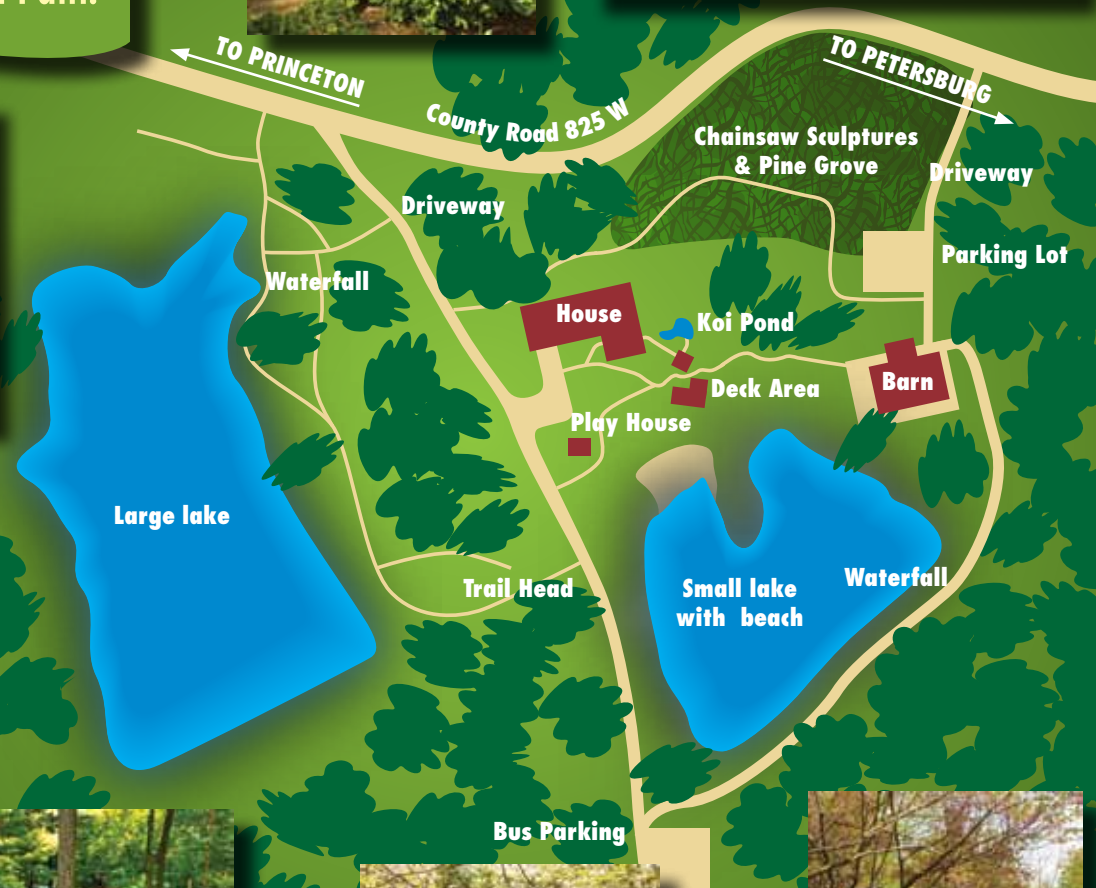 TO PRINCETON
TO PETERSBURG
County Road 825 W
Chainsaw Sculptures
& Pine Grove
Driveway
Driveway
Parking Lot
Waterfall
House
Koi Pond
Barn
Deck Area
Play House
Large lake
Waterfall
Small lake
with beach
Trail Head
Bus Parking